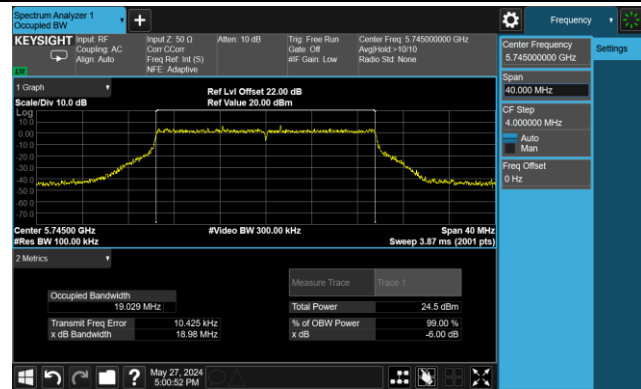 Spectrum Analyzer 1
Occupied BW
Frequency
KEYSIGHT
Input: RF
Coupling: AC
Align: Auto
Input Z: 50 Ω
Corr CCorr
Freq Ref: Int (S)
NFE: Adaptive
Atten: 10 dB
Trig: Free Run
Gate: Off
#IF Gain: Low
Center Freq: 5.745000000 GHz
Avg|Hold:>10/10
Radio Std: None
Center Frequency
5.745000000 GHz
Settings
Span
40.000 MHz
CF Step
4.000000 MHz
Auto
Man
Freq Offset
0 Hz
1 Graph
Scale/Div 10.0 dB
Ref Lvl Offset 22.00 dB
Ref Value 20.00 dBm
Log
10.0
0.00
-10.0
-20.0
-30.0
-40.0
-50.0
-60.0
-70.0
Center 5.74500 GHz
#Video BW 300.00 kHz
Span 40 MHz
#Res BW 100.00 kHz
Sweep 3.87 ms (2001 pts)
2 Metrics
Measure Trace
Trace 1
Occupied Bandwidth
19.029 MHz
Total Power
24.5 dBm
Transmit Freq Error
10.425 kHz
% of OBW Power
99.00 %
x dB Bandwidth
18.98 MHz
x dB
-6.00 dB
May 27, 2024
5:00:52 PM